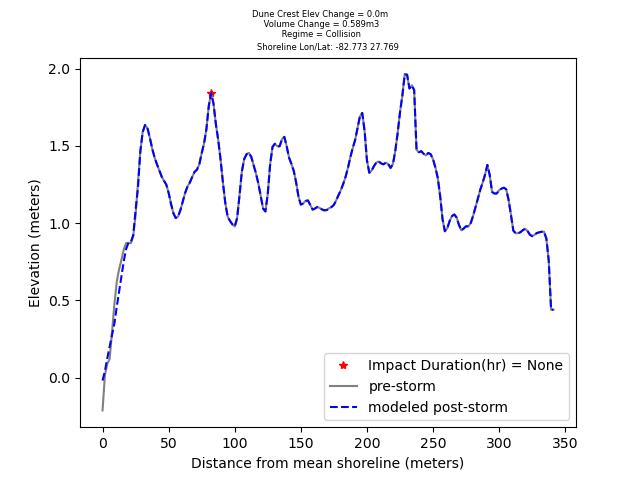 Dune Crest Elev Change = 0.0m
Volume Change = 0.589m3
Regime = Collision
Shoreline Lon/Lat: -82.773 27.769
2.0
1.5
1.0
0.5
0.0
Elevation (meters)
Impact Duration(hr) = None
pre-storm
modeled post-storm
0 50 100 150 200 250 300 350
Distance from mean shoreline (meters)